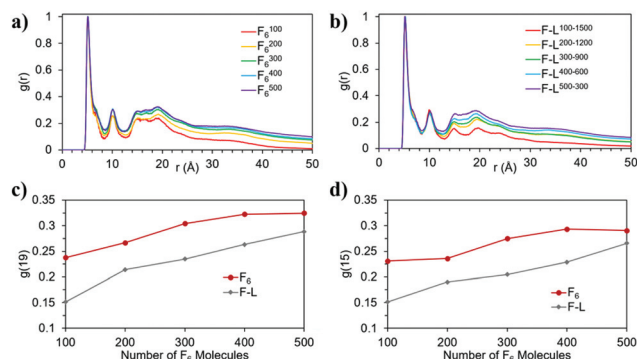 a)
g(r)
1
0.8
0.6
0.4
0.2
0
0 10 20 30 40 50
r (Å)
F₆¹⁰⁰
F₆²⁰⁰
F₆³⁰⁰
F₆⁴⁰⁰
F₆⁵⁰⁰
b)
g(r)
1
0.8
0.6
0.4
0.2
0
0 10 20 30 40 50
r (Å)
F-L¹⁰⁰⁻¹⁵⁰⁰
F-L²⁰⁰⁻¹²⁰⁰
F-L³⁰⁰⁻⁹⁰⁰
F-L⁴⁰⁰⁻⁶⁰⁰
F-L⁵⁰⁰⁻³⁰⁰
c)
g(19)
0.35
0.3
0.25
0.2
0.15
0.1
100 200 300 400 500
Number of F₆ Molecules
F₆
F-L
d)
g(15)
0.35
0.3
0.25
0.2
0.15
0.1
100 200 300 400 500
Number of F₆ Molecules
F₆
F-L